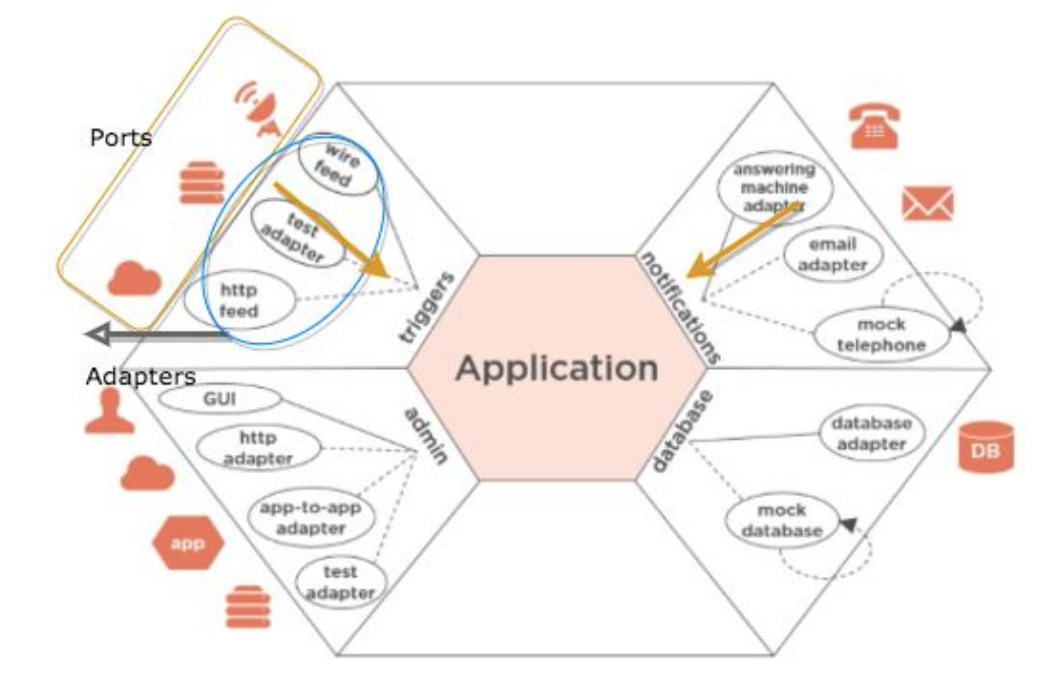 Ports
wire
feed
test
adapter
http
feed
triggers
answering
machine
adapter
email
adapter
mock
telephone
notifications
Application
Adapters
GUI
http
adapter
app-to-app
adapter
test
adapter
app
admin
database
database
adapter
mock
database
DB